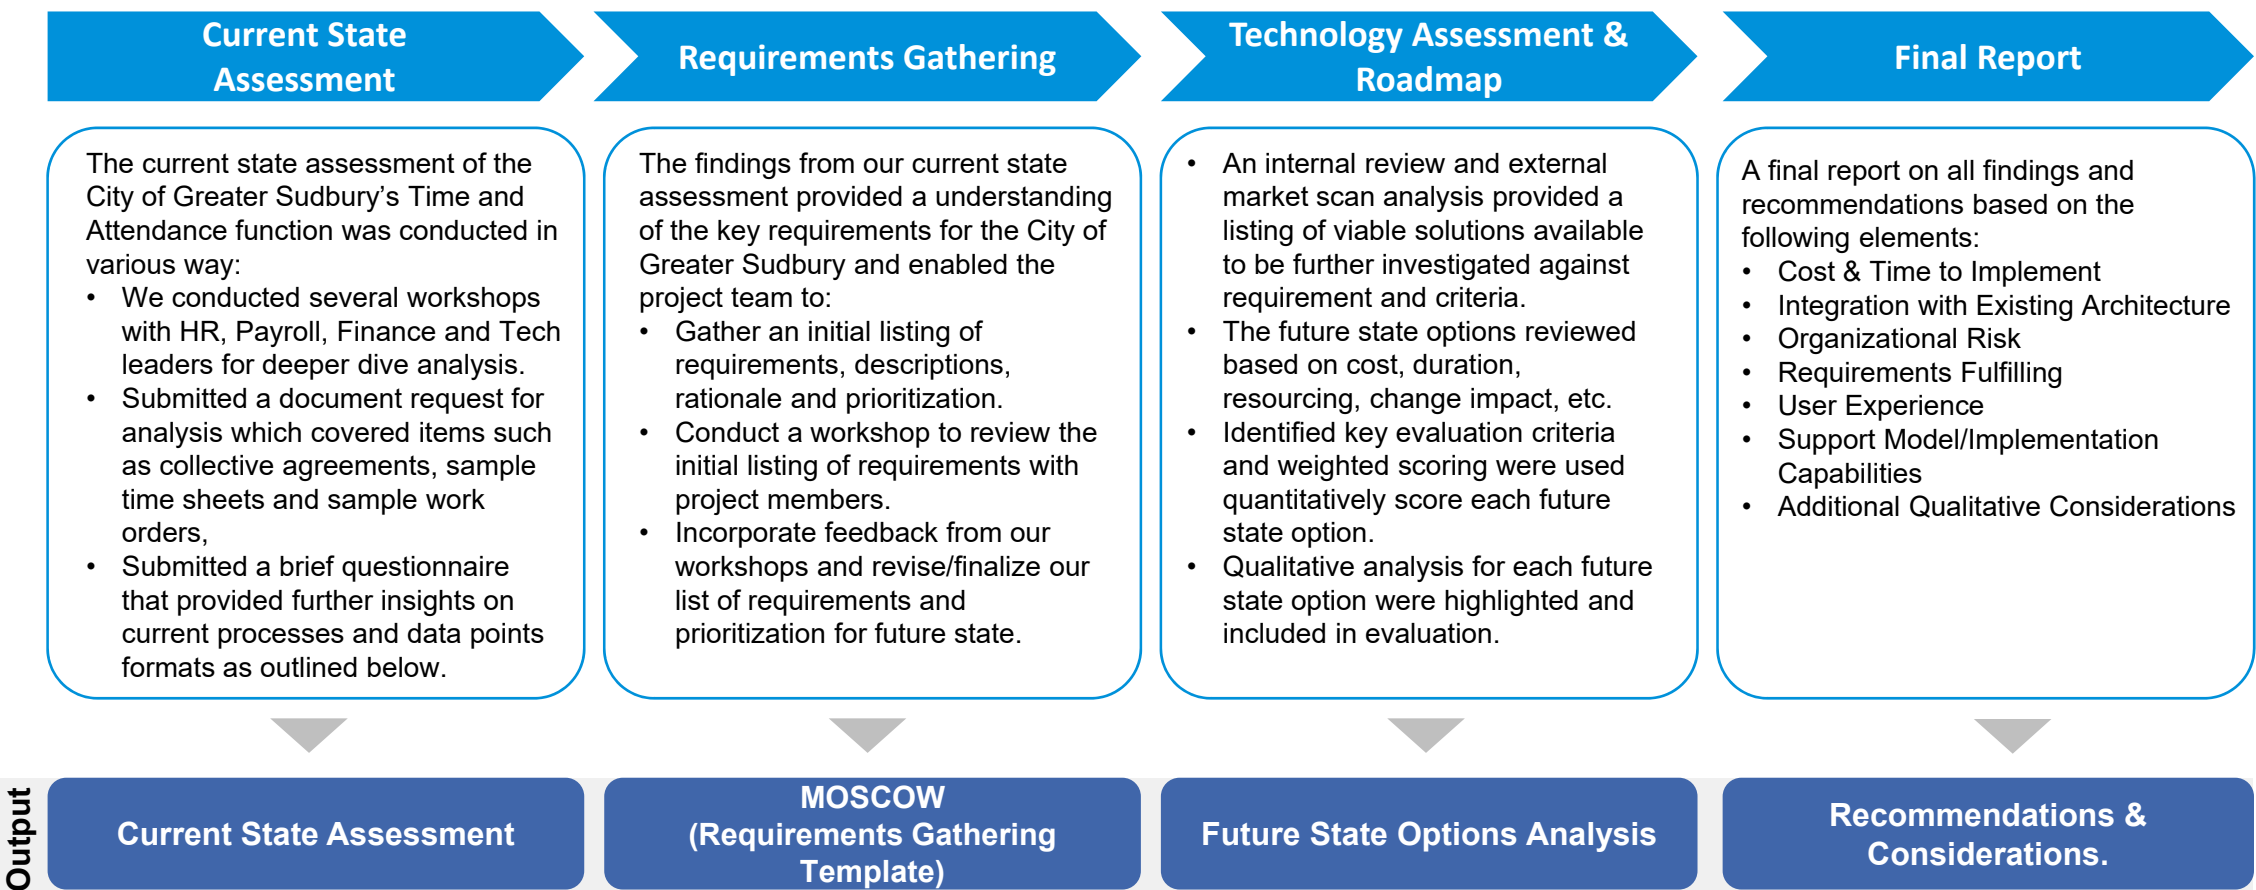 Current State
Assessment
Requirements Gathering
Technology Assessment &
Roadmap
Final Report
The current state assessment of the
City of Greater Sudbury’s Time and
Attendance function was conducted in
various way:
• We conducted several workshops
with HR, Payroll, Finance and Tech
leaders for deeper dive analysis.
• Submitted a document request for
analysis which covered items such
as collective agreements, sample
time sheets and sample work
orders,
• Submitted a brief questionnaire
that provided further insights on
current processes and data points
formats as outlined below.
The findings from our current state
assessment provided a understanding
of the key requirements for the City of
Greater Sudbury and enabled the
project team to:
• Gather an initial listing of
requirements, descriptions,
rationale and prioritization.
• Conduct a workshop to review the
initial listing of requirements with
project members.
• Incorporate feedback from our
workshops and revise/finalize our
list of requirements and
prioritization for future state.
• An internal review and external
market scan analysis provided a
listing of viable solutions available
to be further investigated against
requirement and criteria.
• The future state options reviewed
based on cost, duration,
resourcing, change impact, etc.
• Identified key evaluation criteria
and weighted scoring were used
quantitatively score each future
state option.
• Qualitative analysis for each future
state option were highlighted and
included in evaluation.
A final report on all findings and
recommendations based on the
following elements:
• Cost & Time to Implement
• Integration with Existing Architecture
• Organizational Risk
• Requirements Fulfilling
• User Experience
• Support Model/Implementation
Capabilities
• Additional Qualitative Considerations
Output
Current State Assessment
MOSCOW
(Requirements Gathering
Template)
Future State Options Analysis
Recommendations &
Considerations.